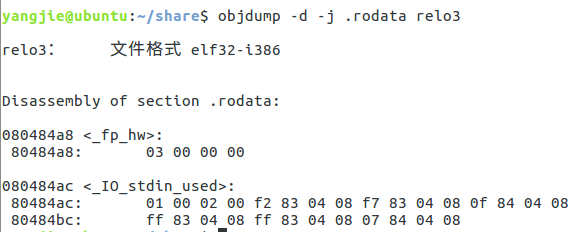 yangjie@ubuntu:~/share$ objdump -d -j .rodata relo3
relo3：     文件格式 elf32-i386
Disassembly of section .rodata:
080484a8 <_fp_hw>:
 80484a8:	03 00 00 00
080484ac <_IO_stdin_used>:
 80484ac:	01 00 02 00 f2 83 04 08 f7 83 04 08 0f 84 04 08
 80484bc:	ff 83 04 08 ff 83 04 08 07 84 04 08